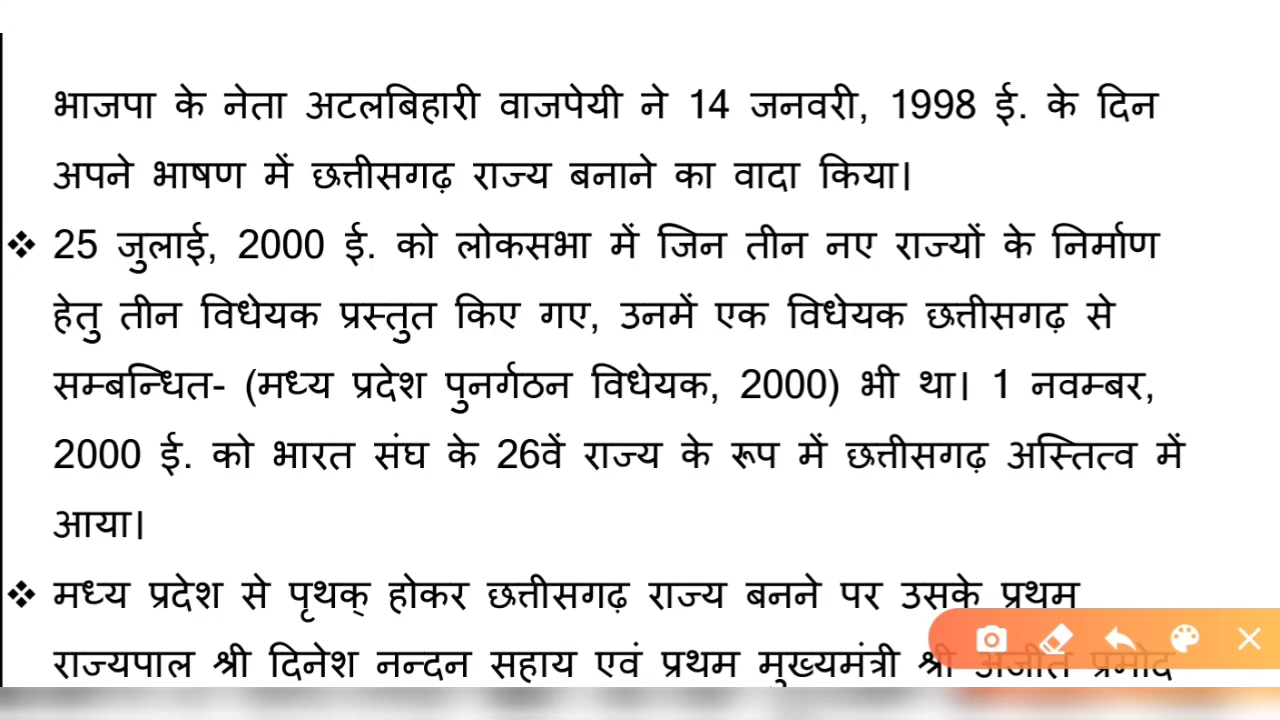 भाजपा के नेता अटलबिहारी वाजपेयी ने 14 जनवरी, 1998 ई. के दिन
अपने भाषण में छत्तीसगढ़ राज्य बनाने का वादा किया।
❖ 25 जुलाई, 2000 ई. को लोकसभा में जिन तीन नए राज्यों के निर्माण
हेतु तीन विधेयक प्रस्तुत किए गए, उनमें एक विधेयक छत्तीसगढ़ से
सम्बन्धित- (मध्य प्रदेश पुनर्गठन विधेयक, 2000) भी था। 1 नवम्बर,
2000 ई. को भारत संघ के 26वें राज्य के रूप में छत्तीसगढ़ अस्तित्व में
आया।
❖ मध्य प्रदेश से पृथक् होकर छत्तीसगढ़ राज्य बनने पर उसके प्रथम
राज्यपाल श्री दिनेश नन्दन सहाय एवं प्रथम मुख्यमंत्री श्री अजीत प्रमोद